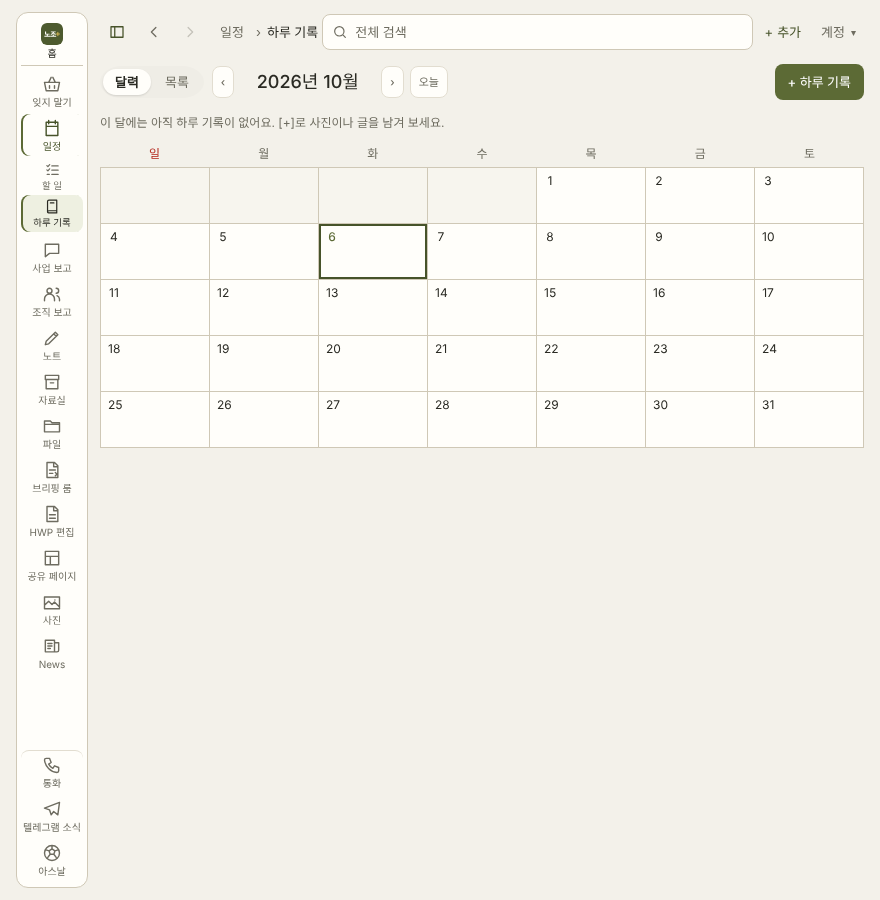 노조+
홈
잊지 말기
일정
할 일
하루 기록
사업 보고
조직 보고
노트
자료실
파일
브리핑 룸
HWP 편집
공유 페이지
사진
News
통화
텔레그램 소식
아스날
일정 › 하루 기록
전체 검색
+ 추가
계정 ▾
달력 목록
‹ 2026년 10월 › 오늘
+ 하루 기록
이 달에는 아직 하루 기록이 없어요. [+]로 사진이나 글을 남겨 보세요.
일 월 화 수 목 금 토
1 2 3
4 5 6 7 8 9 10
11 12 13 14 15 16 17
18 19 20 21 22 23 24
25 26 27 28 29 30 31